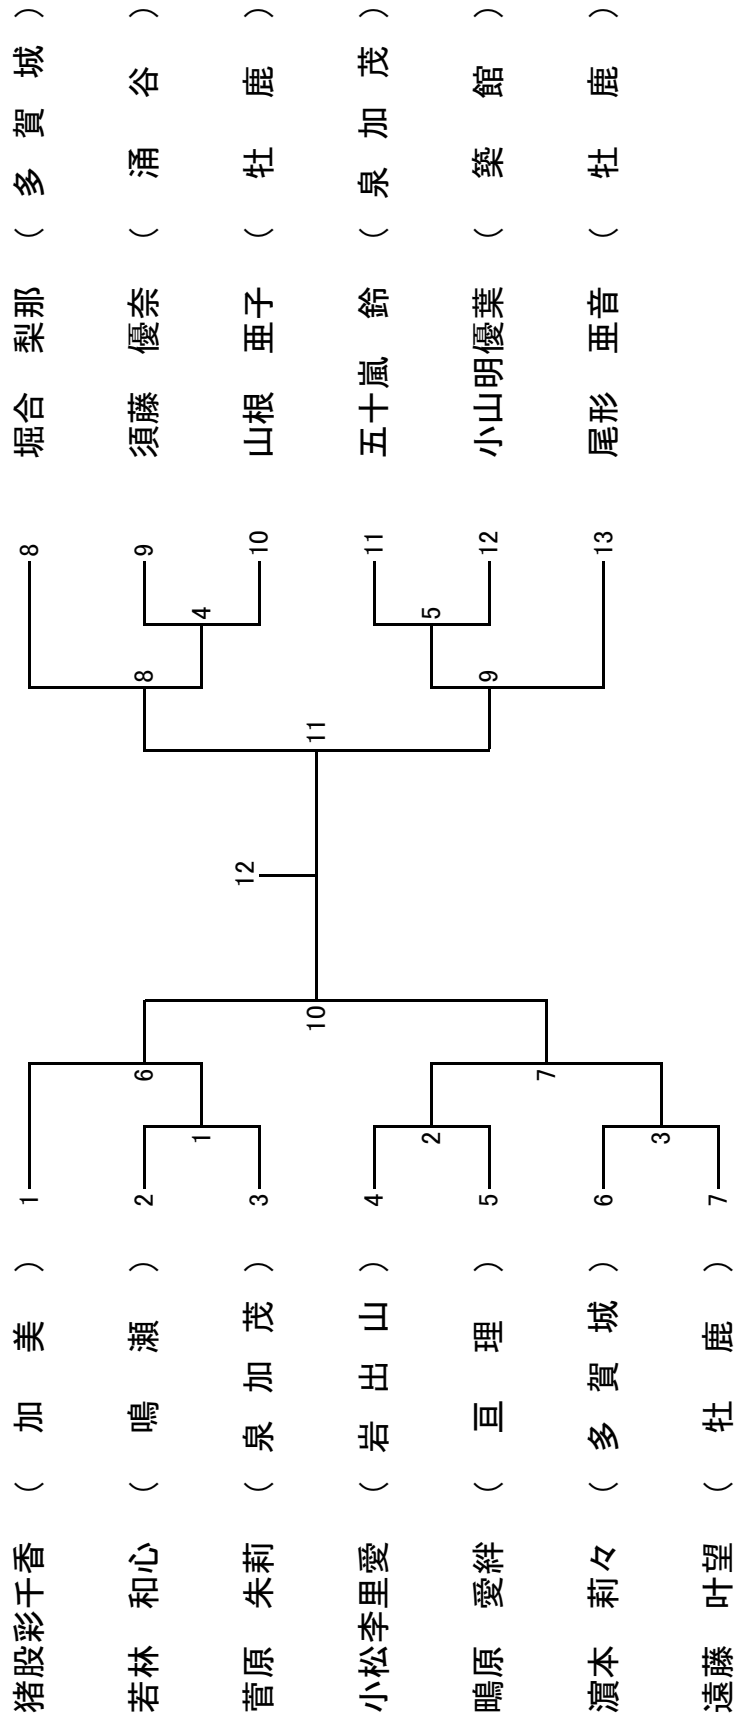 猪股彩千香 （ 加 美 ） 1
若林 和心 （ 鳴 瀬 ） 2
菅原 朱莉 （ 泉 加 茂 ） 3
小松李里愛 （ 岩 出 山 ） 4
鴫原 愛絆 （ 亘 理 ） 5
濵本 莉々 （ 多 賀 城 ） 6
遠藤 叶望 （ 牡 鹿 ） 7
1
2
3
6
7
10
12
11
8
9
4
5
8 堀合 梨那 （ 多 賀 城 ）
9 須藤 優奈 （ 涌 谷 ）
10 山根 亜子 （ 牡 鹿 ）
11 五十嵐 鈴 （ 泉 加 茂 ）
12 小山明優葉 （ 築 館 ）
13 尾形 亜音 （ 牡 鹿 ）